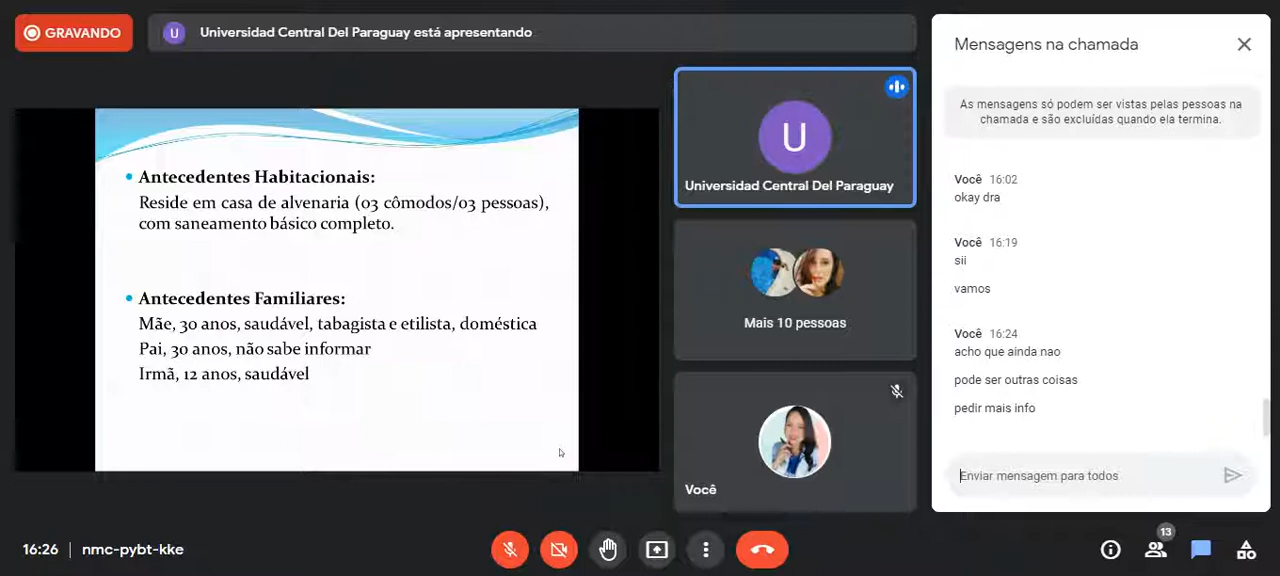 GRAVANDO
U
Universidad Central Del Paraguay está apresentando
• Antecedentes Habitacionais:
Reside em casa de alvenaria (03 cômodos/03 pessoas),
com saneamento básico completo.
• Antecedentes Familiares:
Mãe, 30 anos, saudável, tabagista e etilista, doméstica
Pai, 30 anos, não sabe informar
Irmã, 12 anos, saudável
U
Universidad Central Del Paraguay
Mais 10 pessoas
Você
Mensagens na chamada
As mensagens só podem ser vistas pelas pessoas na
chamada e são excluídas quando ela termina.
Você 16:02
okay dra
Você 16:19
sii
vamos
Você 16:24
acho que ainda nao
pode ser outras coisas
pedir mais info
Enviar mensagem para todos
16:26 | nmc-pybt-kke
13